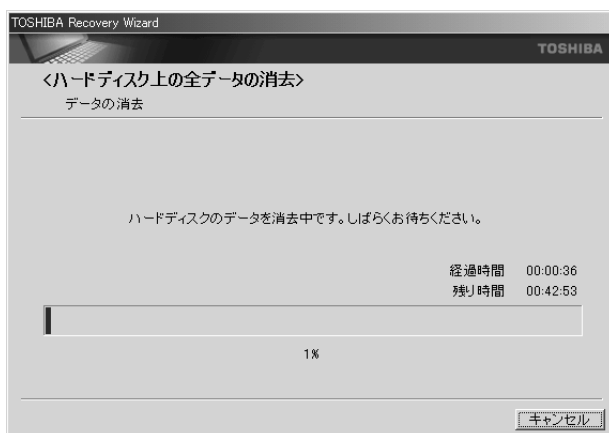 TOSHIBA Recovery Wizard
TOSHIBA
<ハードディスク上の全データの消去>
データの消去
ハードディスクのデータを消去中です。しばらくお待ちください。
経過時間 00:00:36
残り時間 00:42:53
1%
キャンセル